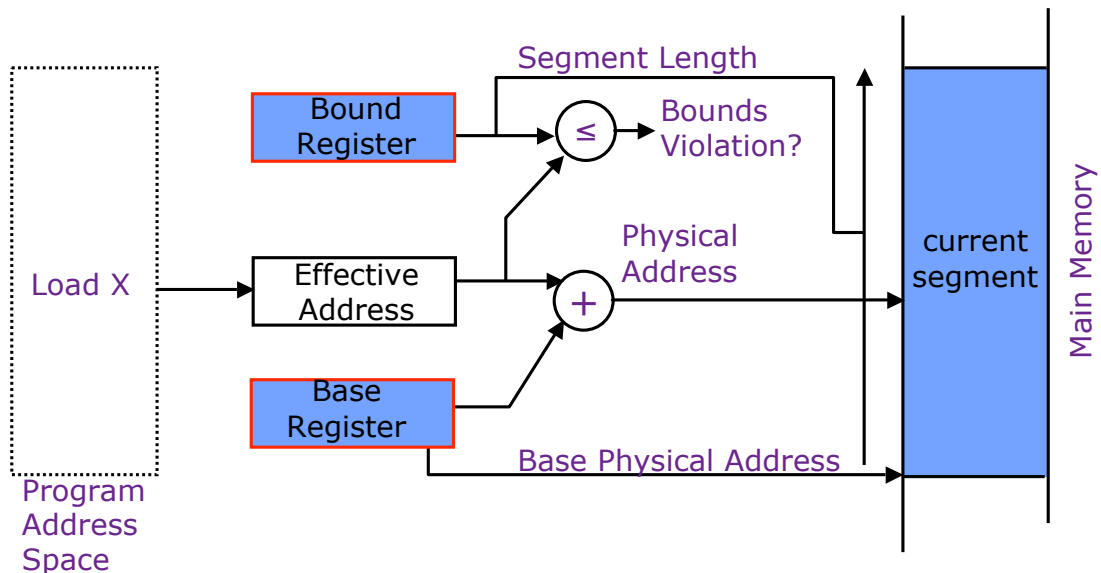 Segment Length
Bound
Register
≤
Bounds
Violation?
Load X
Effective
Address
+
Physical
Address
current
segment
Main Memory
Base
Register
Base Physical Address
Program
Address
Space